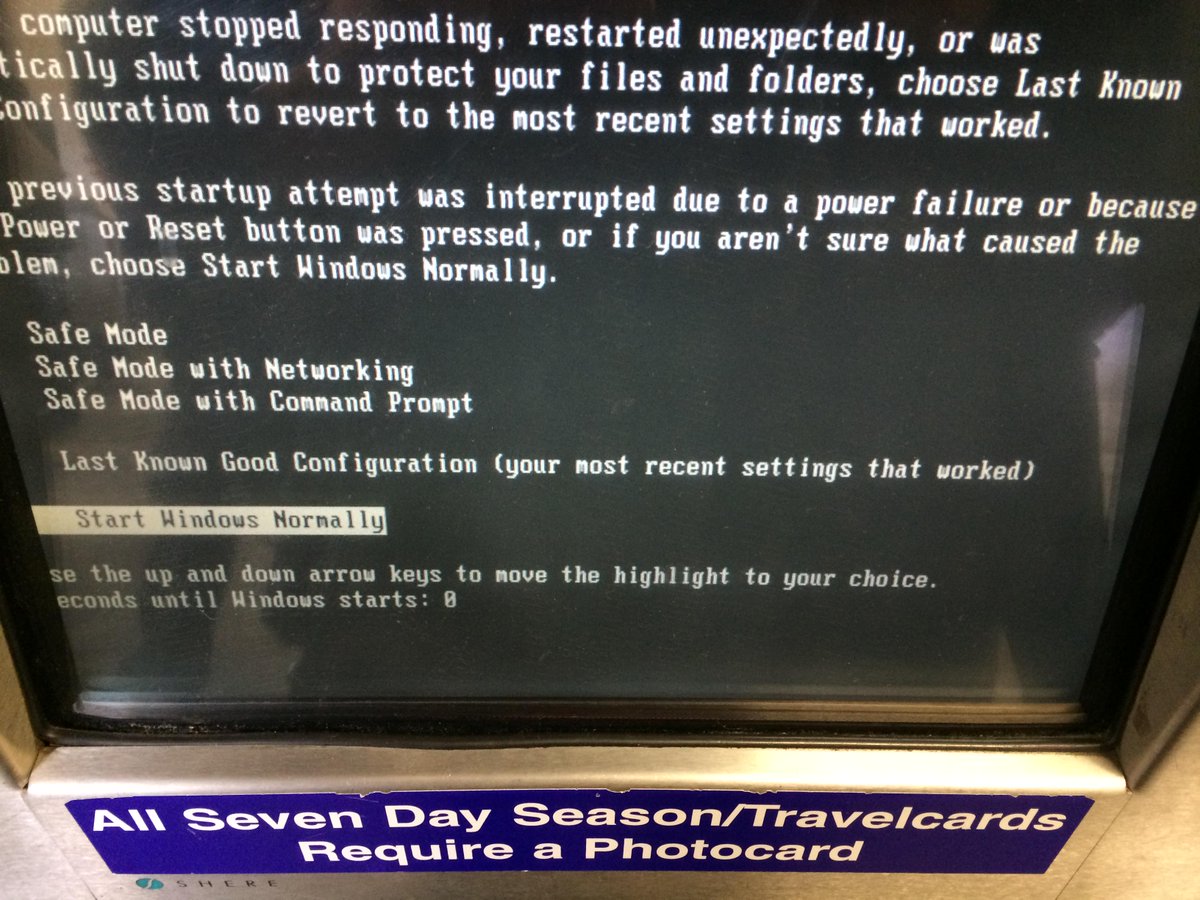 computer stopped responding, restarted unexpectedly, or was
tically shut down to protect your files and folders, choose Last Known
Configuration to revert to the most recent settings that worked.
previous startup attempt was interrupted due to a power failure or because
Power or Reset button was pressed, or if you aren't sure what caused the
blem, choose Start Windows Normally.
Safe Mode
Safe Mode with Networking
Safe Mode with Command Prompt
Last Known Good Configuration (your most recent settings that worked)
Start Windows Normally
se the up and down arrow keys to move the highlight to your choice.
econds until Windows starts: 0
All Seven Day Season/Travelcards
Require a Photocard
SHERE